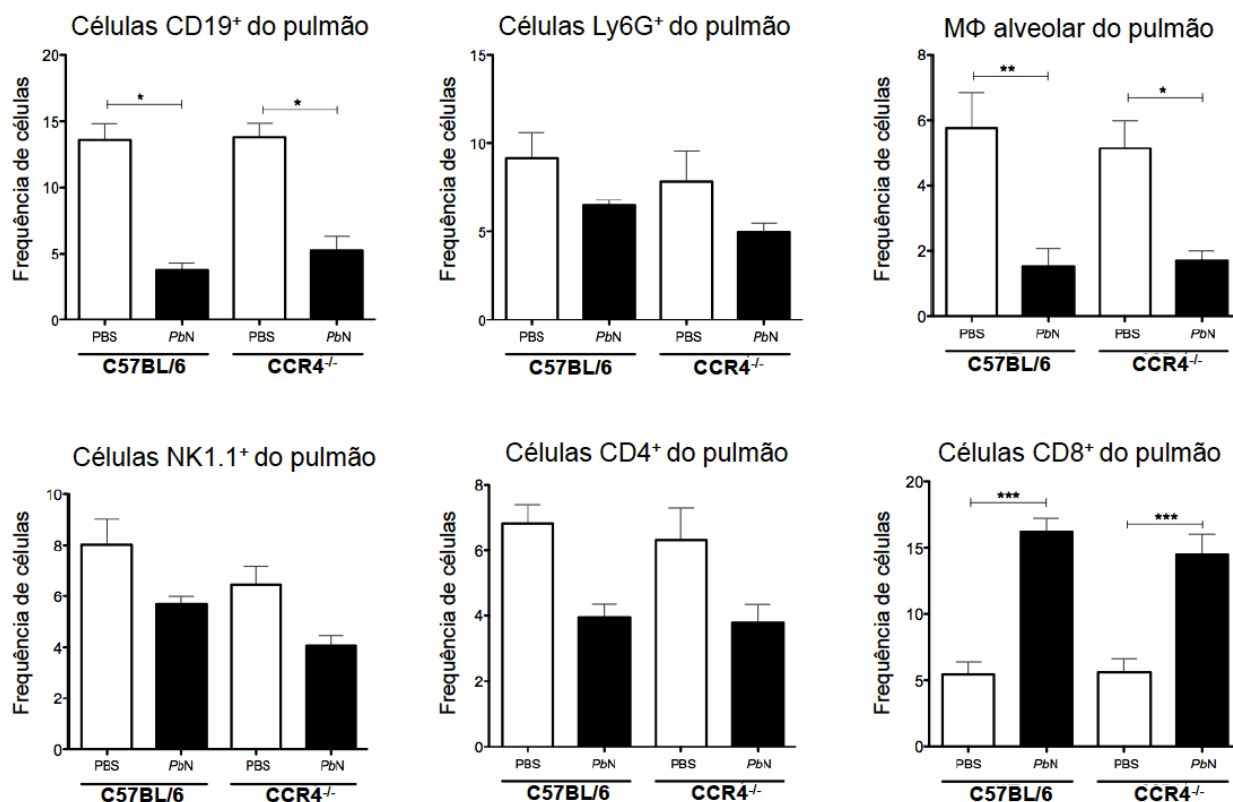 Células CD19⁺ do pulmão
Frequência de células
20
15
10
5
0
*
*
PBS
PbN
PBS
PbN
C57BL/6
CCR4⁻/⁻
Células Ly6G⁺ do pulmão
Frequência de células
15
10
5
0
PBS
PbN
PBS
PbN
C57BL/6
CCR4⁻/⁻
MΦ alveolar do pulmão
Frequência de células
8
6
4
2
0
**
*
PBS
PbN
PBS
PbN
C57BL/6
CCR4⁻/⁻
Células NK1.1⁺ do pulmão
Frequência de células
10
8
6
4
2
0
PBS
PbN
PBS
PbN
C57BL/6
CCR4⁻/⁻
Células CD4⁺ do pulmão
Frequência de células
8
6
4
2
0
PBS
PbN
PBS
PbN
C57BL/6
CCR4⁻/⁻
Células CD8⁺ do pulmão
Frequência de células
20
15
10
5
0
***
***
PBS
PbN
PBS
PbN
C57BL/6
CCR4⁻/⁻